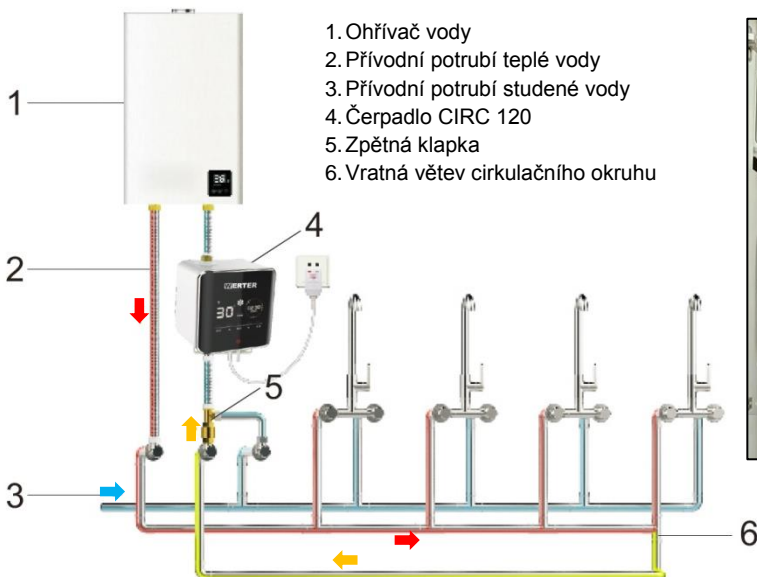 1. Ohřívač vody
2. Přívodní potrubí teplé vody
3. Přívodní potrubí studené vody
4. Čerpadlo CIRC 120
5. Zpětná klapka
6. Vratná větev cirkulačního okruhu
1
4
2
WERTER
30
5
3
6